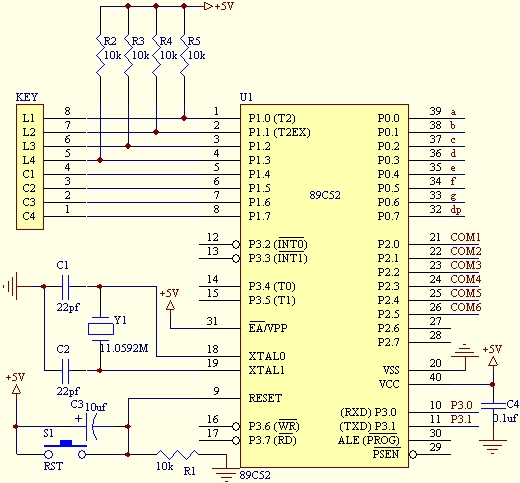 +5V
R2 R3 R4 R5
10k 10k 10k 10k
KEY
U1
L1 8 1 P1.0 (T2) P0.0 39 a
L2 7 2 P1.1 (T2EX) P0.1 38 b
L3 6 3 P1.2 P0.2 37 c
L4 5 4 P1.3 P0.3 36 d
C1 4 5 P1.4 P0.4 35 e
C2 3 6 P1.5 P0.5 34 f
C3 2 7 P1.6 P0.6 33 g
C4 1 8 P1.7 P0.7 32 dp
89C52
12 P3.2 (INT0) P2.0 21 COM1
13 P3.3 (INT1) P2.1 22 COM2
P2.2 23 COM3
14 P3.4 (T0) P2.3 24 COM4
15 P3.5 (T1) P2.4 25 COM5
P2.5 26 COM6
31 EA/VPP P2.6 27
P2.7 28
C1
22pf
+5V
Y1
11.0592M
18 XTAL0
19 XTAL1
VSS 20
VCC 40
+5V
C2
22pf
+5V
9 RESET
C3 10uf
+
(RXD) P3.0 10 P3.0
(TXD) P3.1 11 P3.1
C4
0.1uf
16 P3.6 (WR)
17 P3.7 (RD)
ALE (PROG) 30
PSEN 29
S1
RST
10k R1
89C52